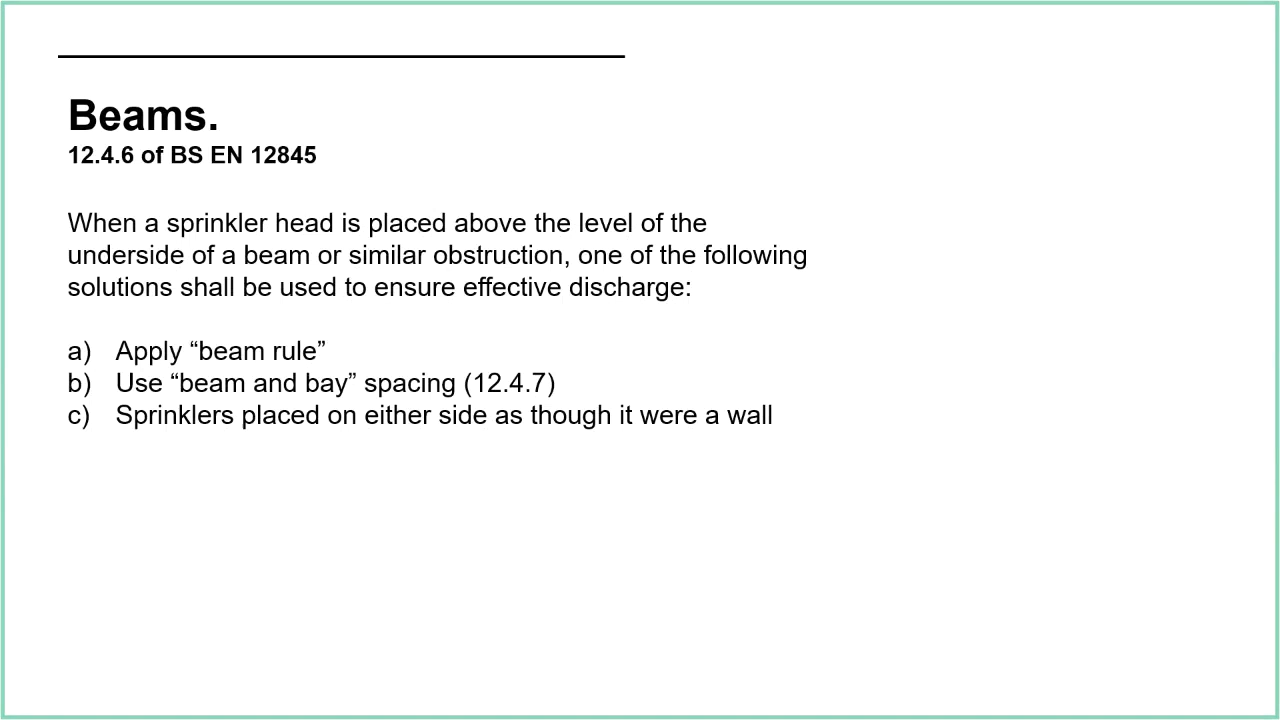 Beams.
12.4.6 of BS EN 12845
When a sprinkler head is placed above the level of the
underside of a beam or similar obstruction, one of the following
solutions shall be used to ensure effective discharge:
a) Apply “beam rule”
b) Use “beam and bay” spacing (12.4.7)
c) Sprinklers placed on either side as though it were a wall